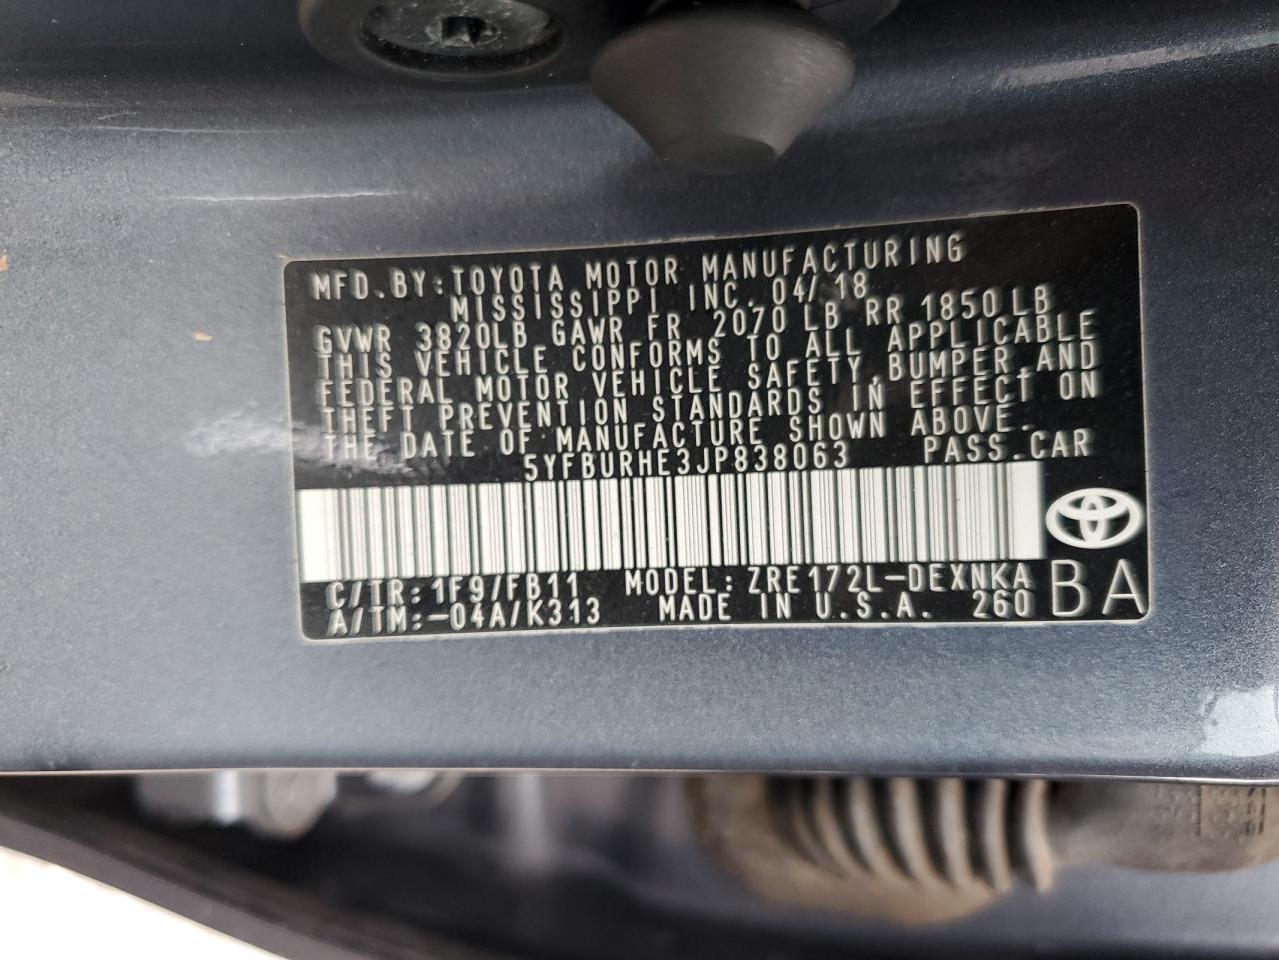 MFD.BY:TOYOTA MOTOR MANUFACTURING
MISSISSIPPI INC. 04/18
GVWR 3820LB GAWR FR 2070 LB RR 1850LB
THIS VEHICLE CONFORMS TO ALL APPLICABLE
FEDERAL MOTOR VEHICLE SAFETY,BUMPER,AND
THEFT PREVENTION STANDARDS IN EFFECT ON
THE DATE OF MANUFACTURE SHOWN ABOVE.
5YFBURHE3JP838063 PASS.CAR
C/TR:1F9/FB11 MODEL:ZRE172L-DEXNKA
A/TM:-04A/K313 MADE IN U.S.A. 260 BA